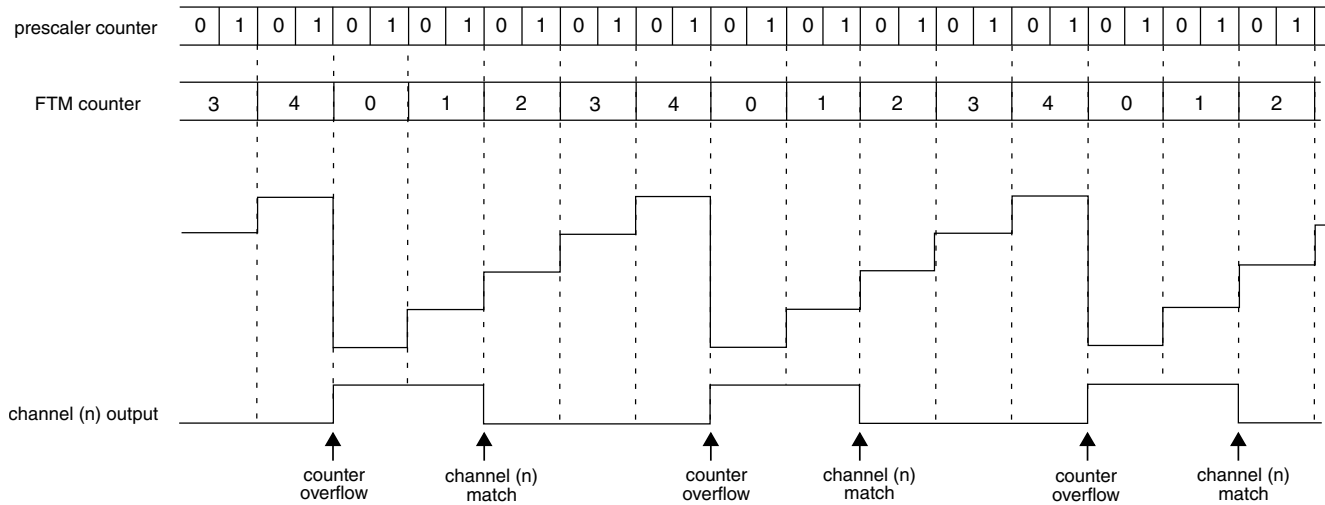 prescaler counter 0 1 0 1 0 1 0 1 0 1 0 1 0 1 0 1 0 1 0 1 0 1 0 1 0 1 0 1 0 1
FTM counter 3 4 0 1 2 3 4 0 1 2 3 4 0 1 2
channel (n) output
counter overflow
channel (n) match
counter overflow
channel (n) match
counter overflow
channel (n) match